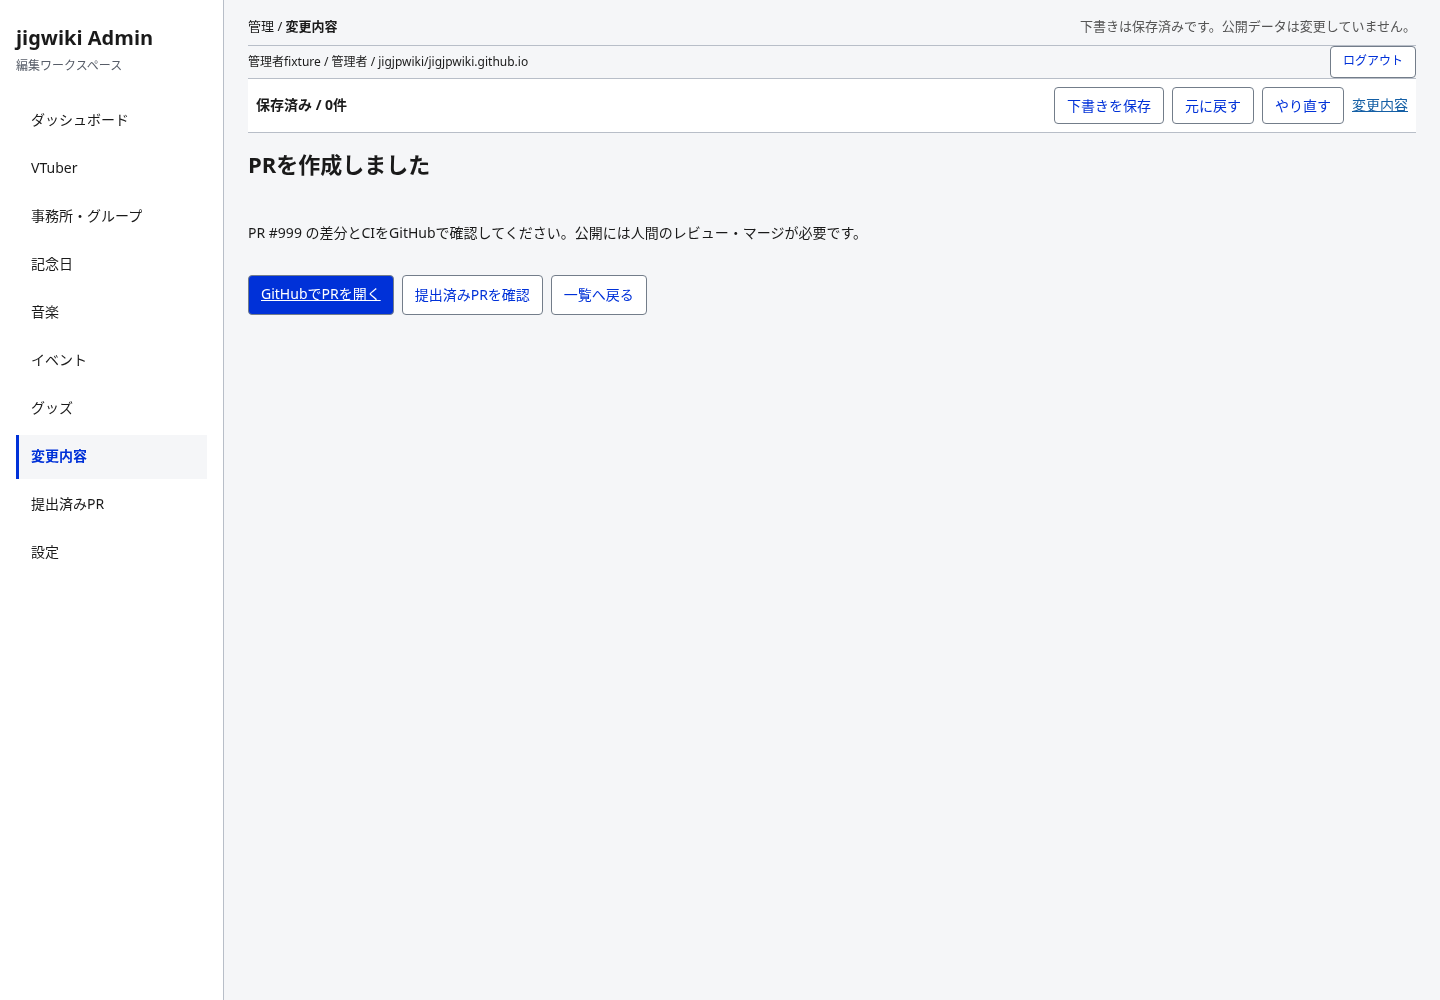 jigwiki Admin
編集ワークスペース
ダッシュボード
VTuber
事務所・グループ
記念日
音楽
イベント
グッズ
変更内容
提出済みPR
設定
管理 / 変更内容
下書きは保存済みです。公開データは変更していません。
管理者fixture / 管理者 / jigjpwiki/jigjpwiki.github.io
ログアウト
保存済み / 0件
下書きを保存
元に戻す
やり直す
変更内容
PRを作成しました
PR #999 の差分とCIをGitHubで確認してください。公開には人間のレビュー・マージが必要です。
GitHubでPRを開く
提出済みPRを確認
一覧へ戻る